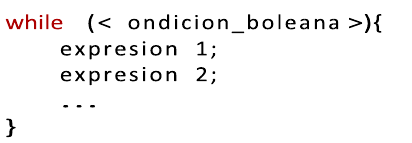 while (< ondicion_boleana >){
expresion 1;
expresion 2;
...
}